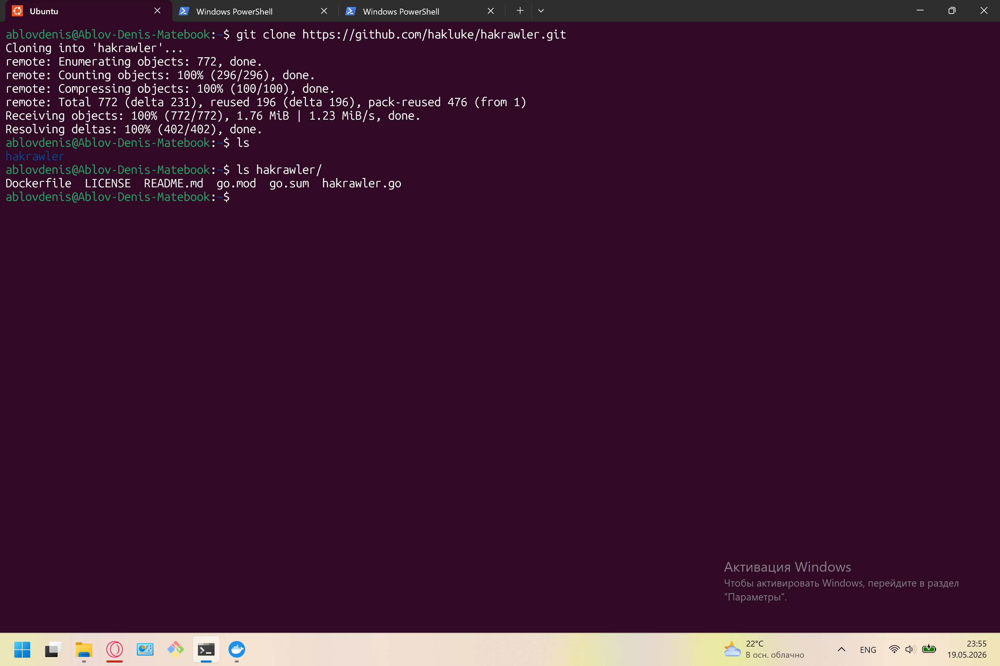 Ubuntu
Windows PowerShell
Windows PowerShell
ablovdenis@Ablov-Denis-Matebook:~$ git clone https://github.com/hakluke/hakrawler.git
Cloning into 'hakrawler'...
remote: Enumerating objects: 772, done.
remote: Counting objects: 100% (296/296), done.
remote: Compressing objects: 100% (100/100), done.
remote: Total 772 (delta 231), reused 196 (delta 196), pack-reused 476 (from 1)
Receiving objects: 100% (772/772), 1.76 MiB | 1.23 MiB/s, done.
Resolving deltas: 100% (402/402), done.
ablovdenis@Ablov-Denis-Matebook:~$ ls
hakrawler
ablovdenis@Ablov-Denis-Matebook:~$ ls hakrawler/
Dockerfile  LICENSE  README.md  go.mod  go.sum  hakrawler.go
ablovdenis@Ablov-Denis-Matebook:~$
Активация Windows
Чтобы активировать Windows, перейдите в раздел
"Параметры".
22°C
В осн. облачно
ENG
23:55
19.05.2026